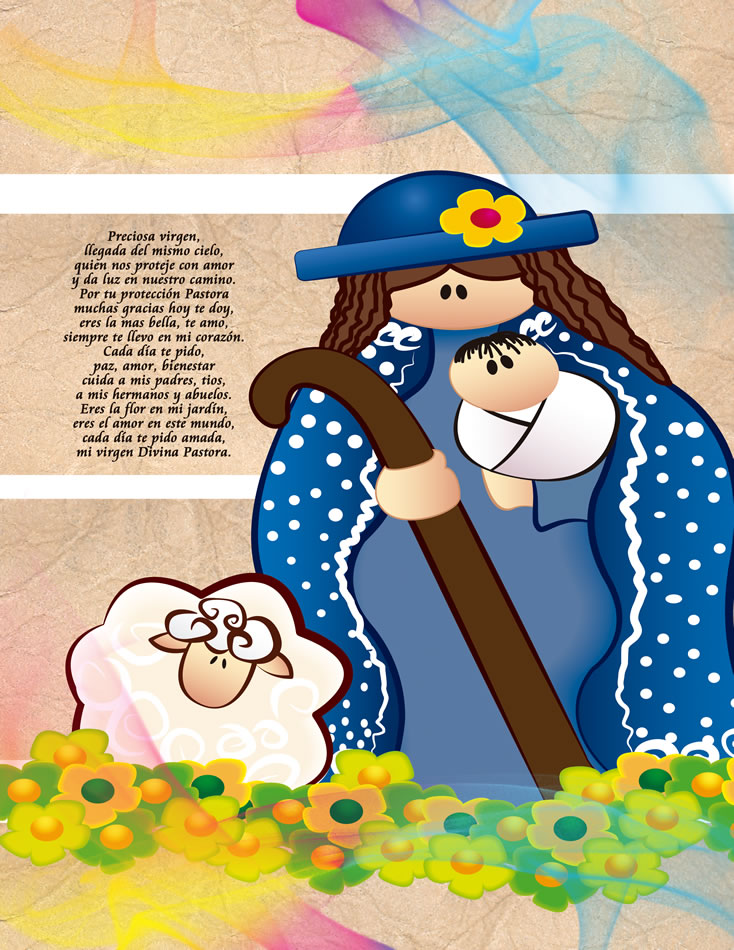 Preciosa virgen,
llegada del mismo cielo,
quien nos proteje con amor
y da luz en nuestro camino.
Por tu protección Pastora
muchas gracias hoy te doy,
eres la mas bella, te amo,
siempre te llevo en mi corazón.
Cada día te pido,
paz, amor, bienestar
cuida a mis padres, tios,
a mis hermanos y abuelos.
Eres la flor en mi jardín,
eres el amor en este mundo,
cada día te pido amada,
mi virgen Divina Pastora.